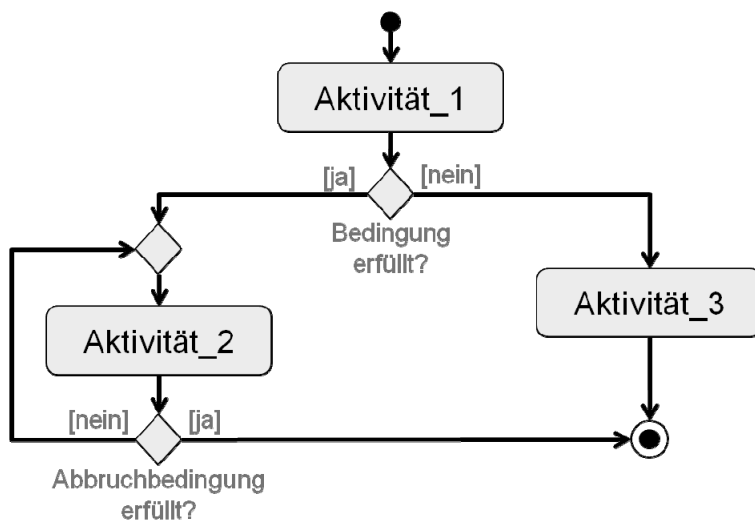 Aktivität_1
[ja]
[nein]
Bedingung
erfüllt?
Aktivität_3
Aktivität_2
[nein]
[ja]
Abbruchbedingung
erfüllt?